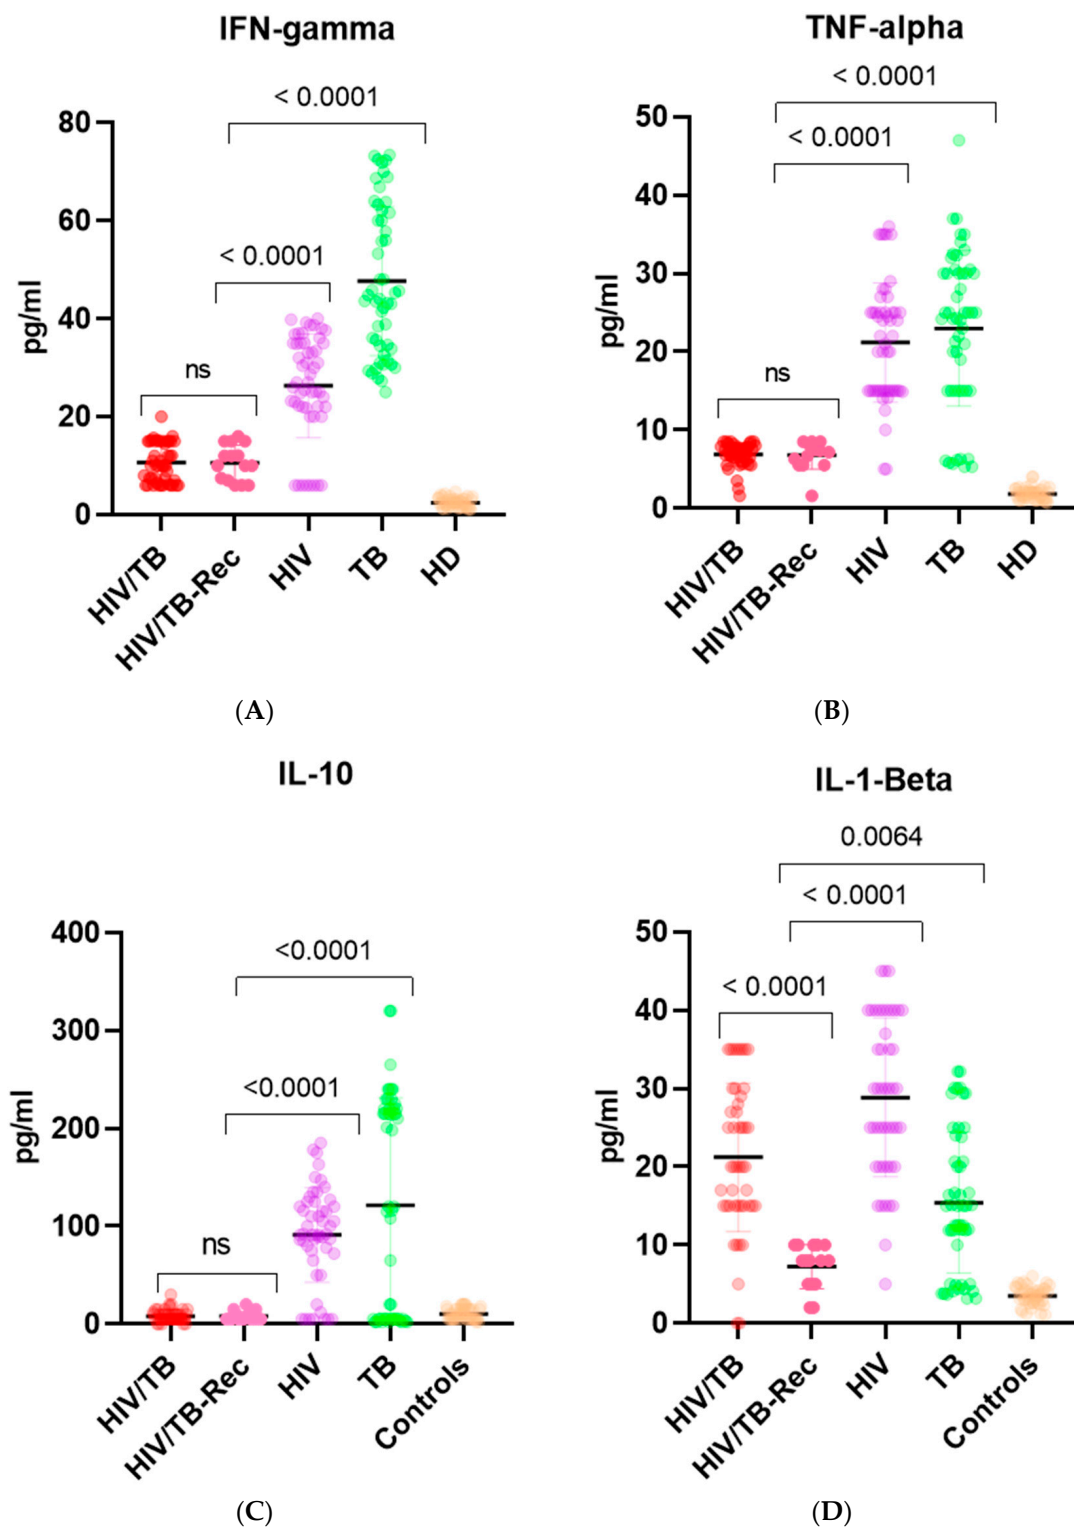 IFN-gamma
< 0.0001
< 0.0001
ns
pg/ml
80
60
40
20
0
HIV/TB
HIV/TB-Rec
HIV
TB
HD
(A)
TNF-alpha
< 0.0001
< 0.0001
ns
pg/ml
50
40
30
20
10
0
HIV/TB
HIV/TB-Rec
HIV
TB
HD
(B)
IL-10
<0.0001
<0.0001
ns
pg/ml
400
300
200
100
0
HIV/TB
HIV/TB-Rec
HIV
TB
Controls
(C)
IL-1-Beta
0.0064
< 0.0001
< 0.0001
pg/ml
50
40
30
20
10
0
HIV/TB
HIV/TB-Rec
HIV
TB
Controls
(D)